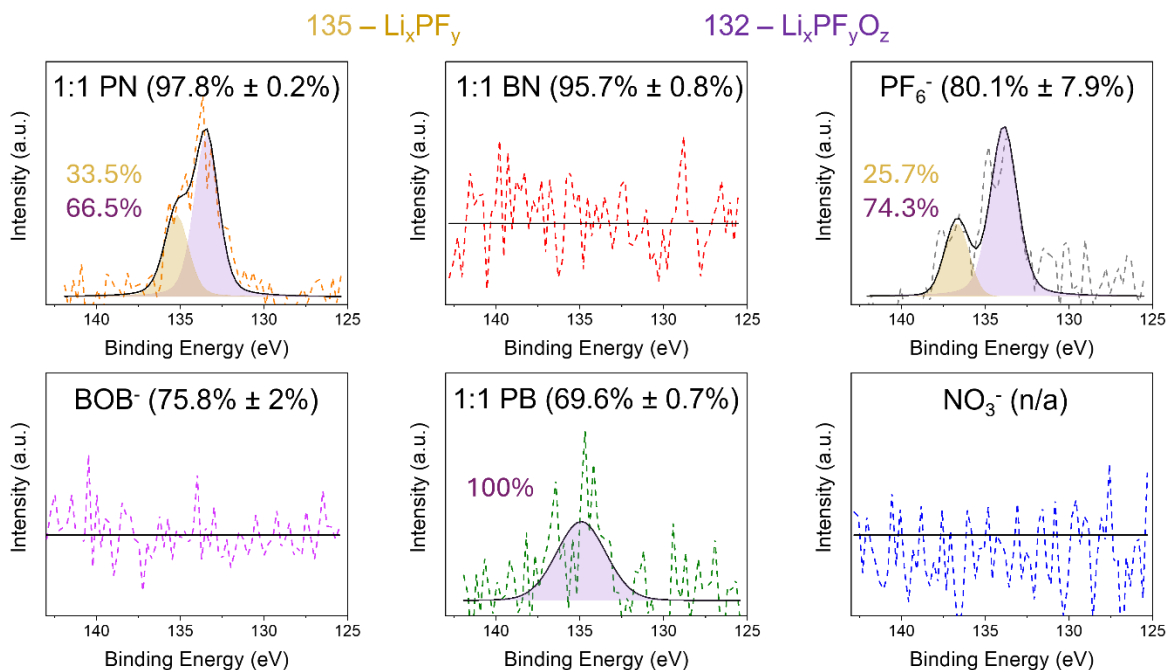 135 – LixPFy
132 – LixPFyOz
1:1 PN (97.8% ± 0.2%)
33.5%
66.5%
Intensity (a.u.)
140 135 130 125
Binding Energy (eV)
1:1 BN (95.7% ± 0.8%)
Intensity (a.u.)
140 135 130 125
Binding Energy (eV)
PF6- (80.1% ± 7.9%)
25.7%
74.3%
Intensity (a.u.)
140 135 130 125
Binding Energy (eV)
BOB- (75.8% ± 2%)
Intensity (a.u.)
140 135 130 125
Binding Energy (eV)
1:1 PB (69.6% ± 0.7%)
100%
Intensity (a.u.)
140 135 130 125
Binding Energy (eV)
NO3- (n/a)
Intensity (a.u.)
140 135 130 125
Binding Energy (eV)